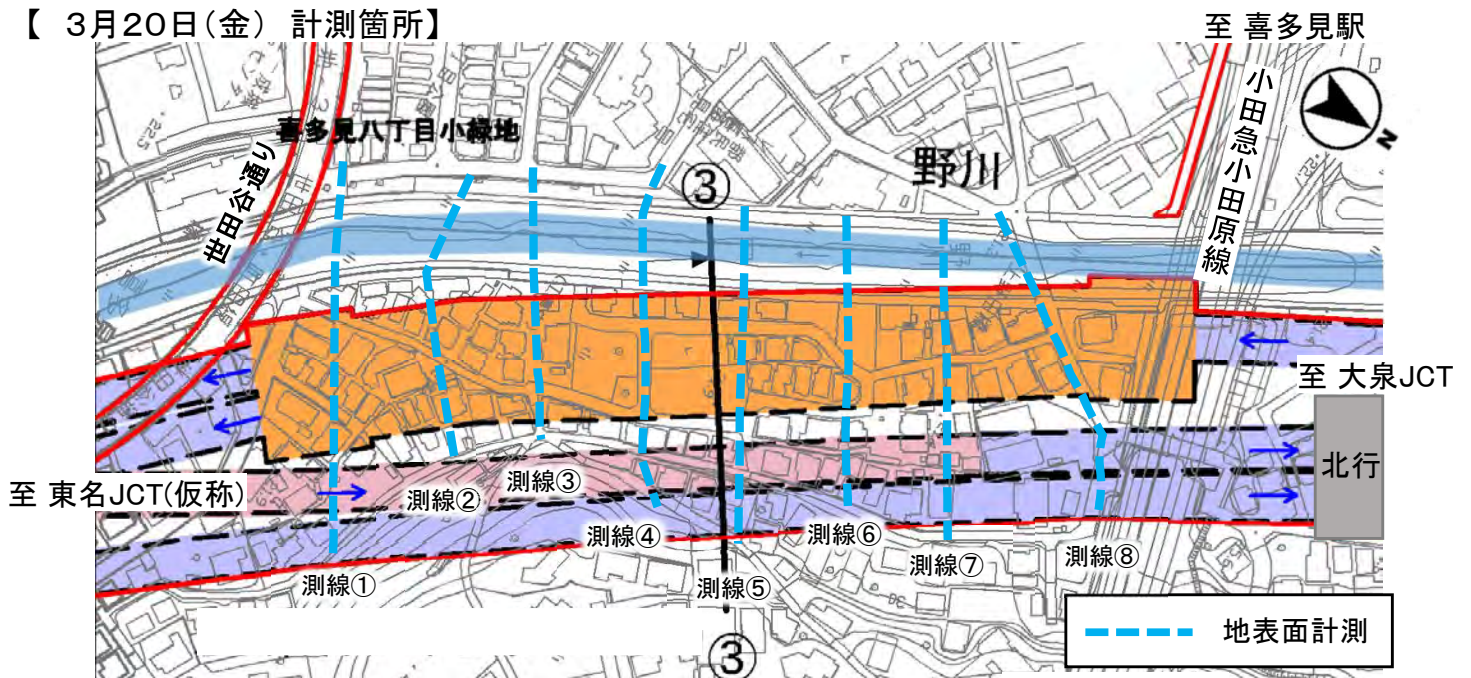 【 3月20日(金) 計測箇所】
至 喜多見駅
小田急小田原線
N
喜多見八丁目小緑地
世田谷通り
野川
③
至 大泉JCT
北行
至 東名JCT(仮称)
測線①
測線②
測線③
測線④
測線⑤
測線⑥
測線⑦
測線⑧
③
地表面計測